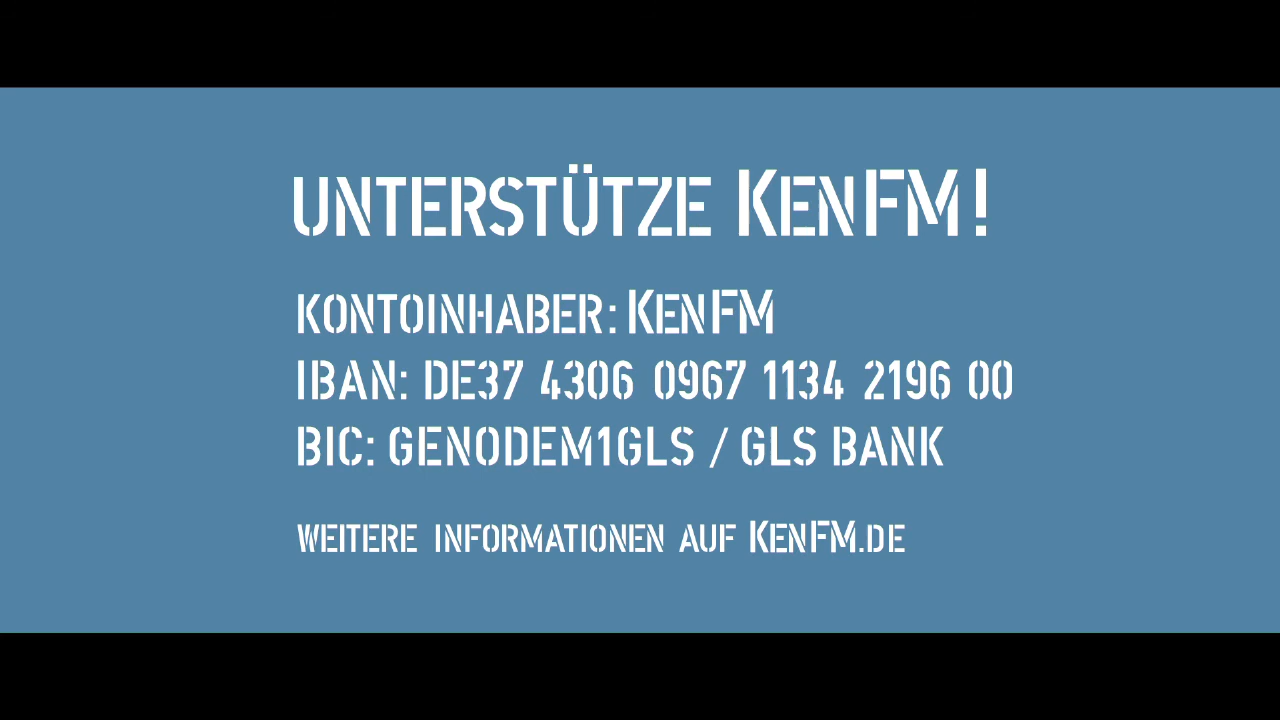 UNTERSTÜTZE KENFM!
KONTOINHABER: KENFM
IBAN: DE37 4306 0967 1134 2196 00
BIC: GENODEM1GLS / GLS BANK
WEITERE INFORMATIONEN AUF KENFM.DE